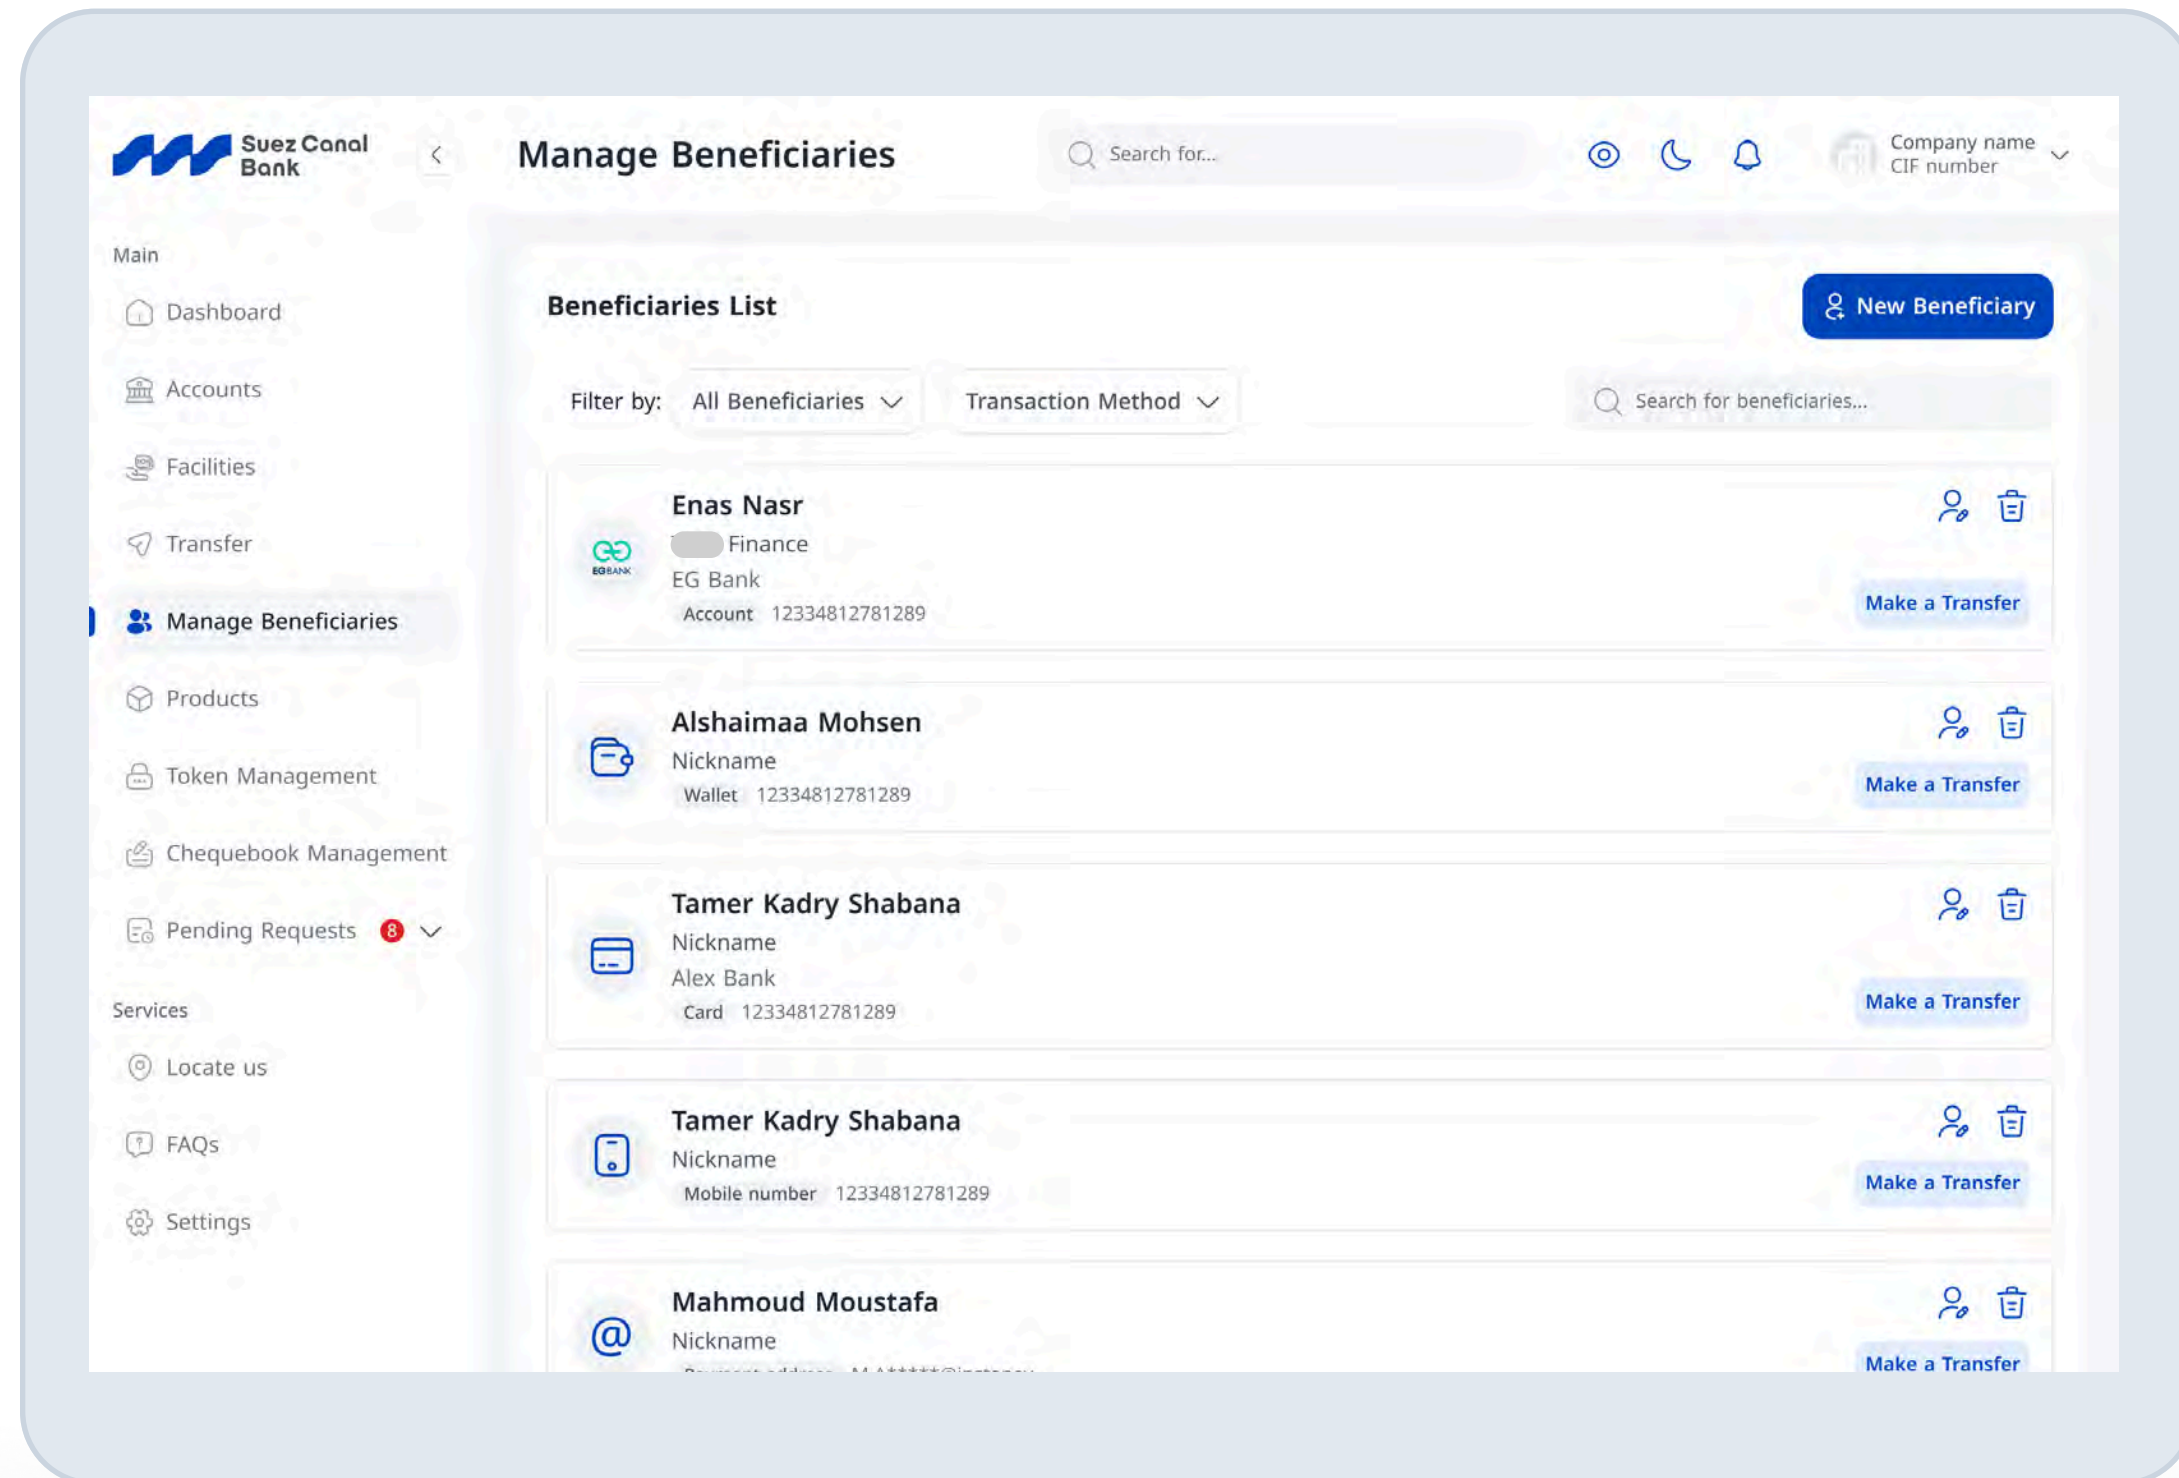 Suez Canal
Bank
Manage Beneficiaries
Search for...
Company name
CIF number
Main
Dashboard
Accounts
Facilities
Transfer
Manage Beneficiaries
Products
Token Management
Chequebook Management
Pending Requests 8
Services
Locate us
FAQs
Settings
Beneficiaries List
New Beneficiary
Filter by: All Beneficiaries Transaction Method
Search for beneficiaries...
EG BANK
Enas Nasr
Finance
EG Bank
Account 12334812781289
Make a Transfer
Alshaimaa Mohsen
Nickname
Wallet 12334812781289
Make a Transfer
Tamer Kadry Shabana
Nickname
Alex Bank
Card 12334812781289
Make a Transfer
Tamer Kadry Shabana
Nickname
Mobile number 12334812781289
Make a Transfer
@
Mahmoud Moustafa
Nickname
Make a Transfer